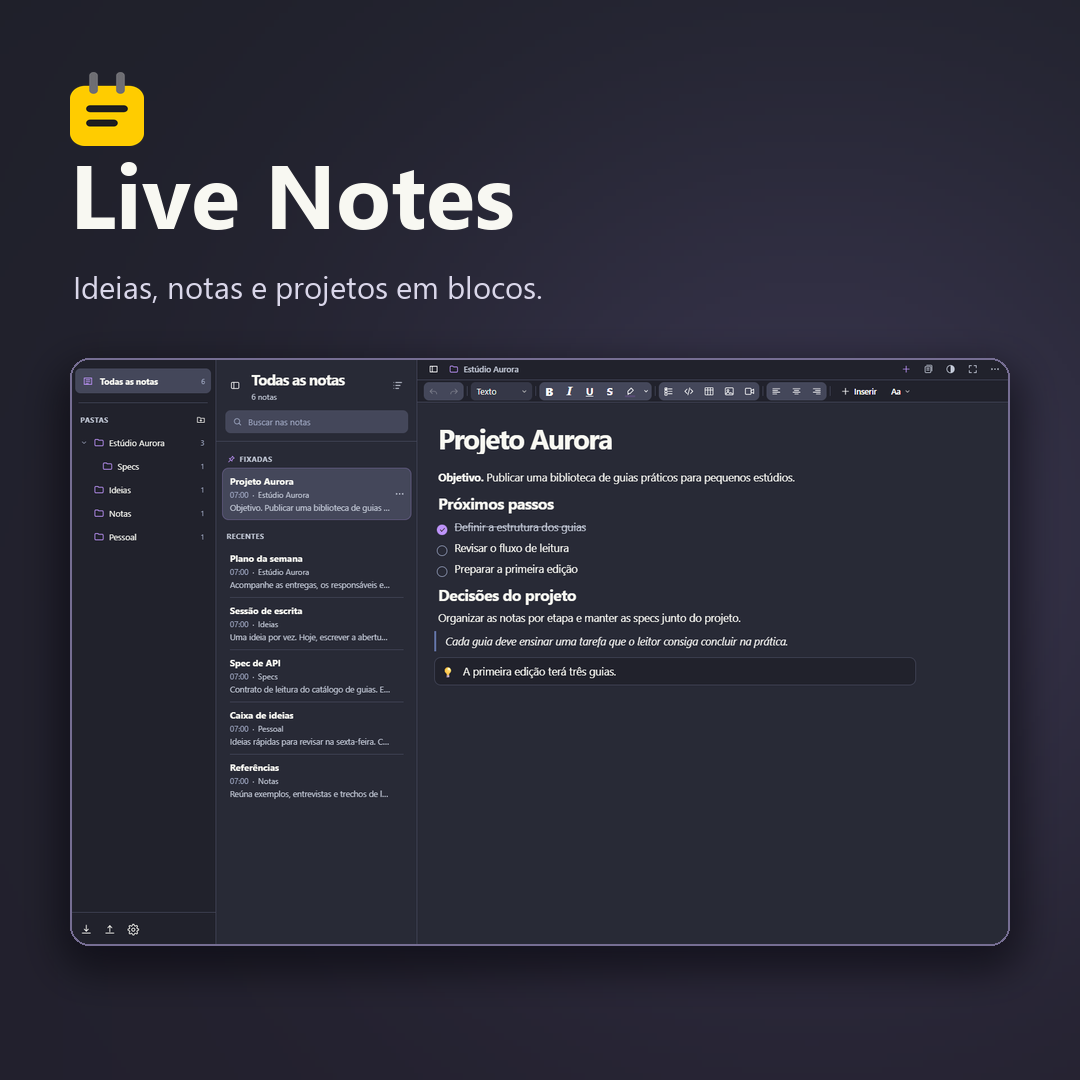 Live Notes
Ideias, notas e projetos em blocos.
Todas as notas 6
PASTAS
Estúdio Aurora 3
Specs 1
Ideias 1
Notas 1
Pessoal 1
Todas as notas
6 notas
Buscar nas notas
FIXADAS
Projeto Aurora
07:00 · Estúdio Aurora
Objetivo. Publicar uma biblioteca de guias ...
RECENTES
Plano da semana
07:00 · Estúdio Aurora
Acompanhe as entregas, os responsáveis e...
Sessão de escrita
07:00 · Ideias
Uma ideia por vez. Hoje, escrever a abertu...
Spec de API
07:00 · Specs
Contrato de leitura do catálogo de guias. E...
Caixa de ideias
07:00 · Pessoal
Ideias rápidas para revisar na sexta-feira. C...
Referências
07:00 · Notas
Reúna exemplos, entrevistas e trechos de l...
Estúdio Aurora
Texto B I U S Inserir Aa
Projeto Aurora
Objetivo. Publicar uma biblioteca de guias práticos para pequenos estúdios.
Próximos passos
Definir a estrutura dos guias
Revisar o fluxo de leitura
Preparar a primeira edição
Decisões do projeto
Organizar as notas por etapa e manter as specs junto do projeto.
Cada guia deve ensinar uma tarefa que o leitor consiga concluir na prática.
A primeira edição terá três guias.